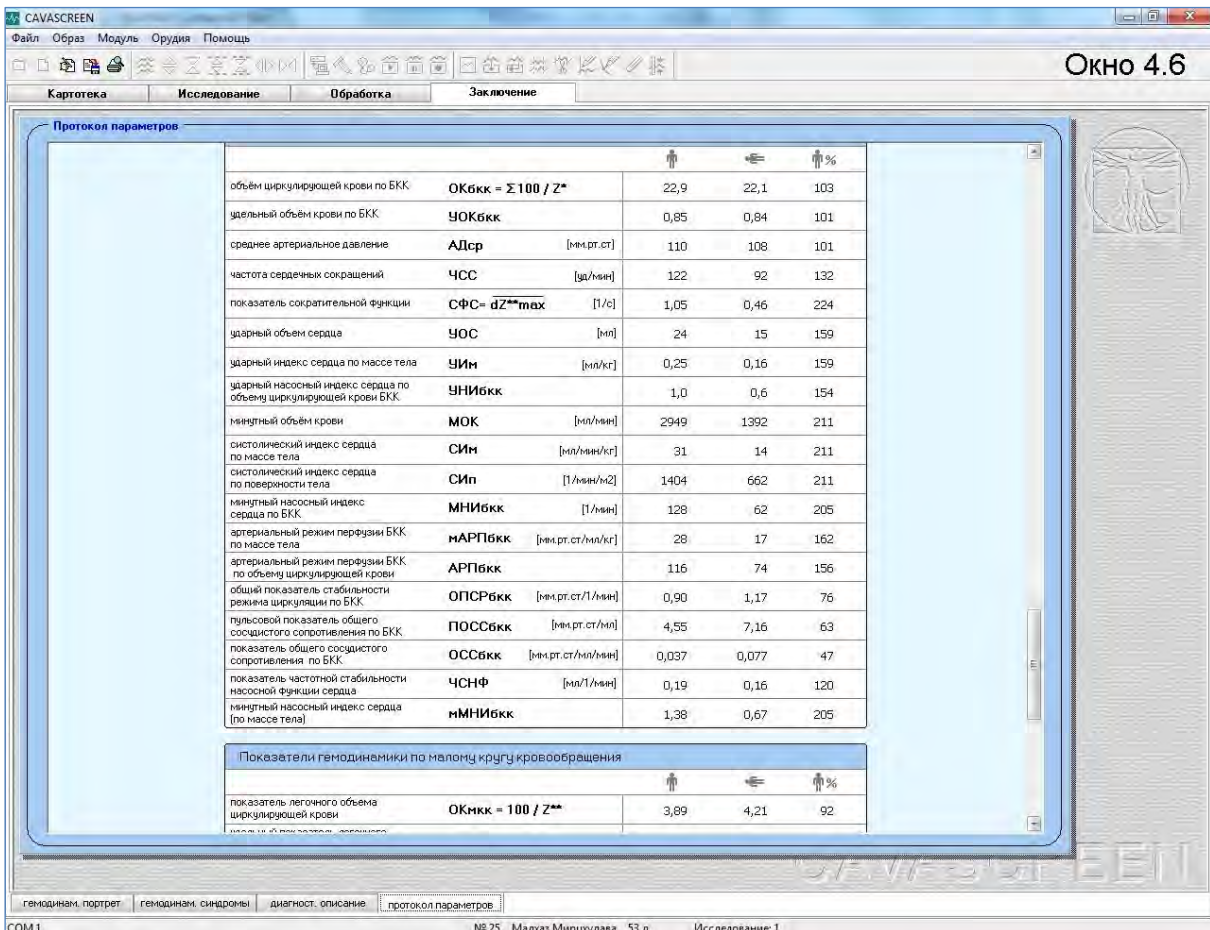 CAVASCREEN
Файл Образ Модуль Орудия Помощь
Окно 4.6
Картотека Исследование Обработка Заключение
Протокол параметров
%
объём циркулирующей крови по БКК ОКбкк = Σ100 / Z* 22,9 22,1 103
удельный объём крови по БКК УОКбкк 0,85 0,84 101
среднее артериальное давление АДср [мм.рт.ст] 110 108 101
частота сердечных сокращений ЧСС [уд/мин] 122 92 132
показатель сократительной функции СФС= dZ**max [1/с] 1,05 0,46 224
ударный объем сердца УОС [мл] 24 15 159
ударный индекс сердца по массе тела УИм [мл/кг] 0,25 0,16 159
ударный насосный индекс сердца по
объему циркулирующей крови БКК УНИбкк 1,0 0,6 154
минутный объём крови МОК [мл/мин] 2949 1392 211
систолический индекс сердца
по массе тела СИм [мл/мин/кг] 31 14 211
систолический индекс сердца
по поверхности тела СИп [1/мин/м2] 1404 662 211
минутный насосный индекс
сердца по БКК МНИбкк [1/мин] 128 62 205
артериальный режим перфузии БКК
по массе тела мАРПбкк [мм.рт.ст/мл/кг] 28 17 162
артериальный режим перфузии БКК
по объему циркулирующей крови АРПбкк 116 74 156
общий показатель стабильности
режима циркуляции по БКК ОПСРбкк [мм.рт.ст/1/мин] 0,90 1,17 76
пульсовой показатель общего
сосудистого сопротивления по БКК ПОССбкк [мм.рт.ст/мл] 4,55 7,16 63
показатель общего сосудистого
сопротивления по БКК ОССбкк [мм.рт.ст/мл/мин] 0,037 0,077 47
показатель частотной стабильности
насосной функции сердца ЧСНФ [мл/1/мин] 0,19 0,16 120
минутный насосный индекс сердца
(по массе тела) мМНИбкк 1,38 0,67 205
Показатели гемодинамики по малому кругу кровообращения
%
показатель легочного объема
циркулирующей крови ОКмкк = 100 / Z** 3,89 4,21 92
CAVASCREEN
гемодинам. портрет гемодинам. синдромы диагност. описание протокол параметров
COM 1 № 25 53 л. Исследование: 1